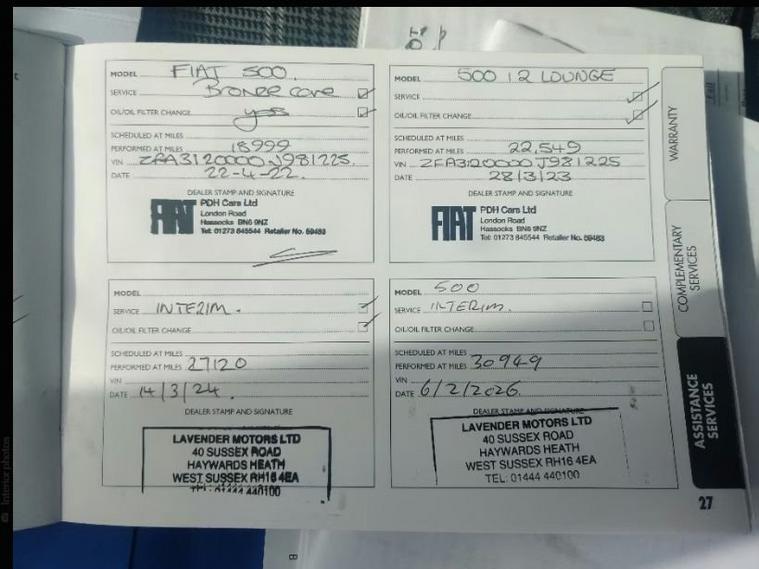 MODEL FIAT 500.
SERVICE Bronze care
OIL/OIL FILTER CHANGE yes
SCHEDULED AT MILES
PERFORMED AT MILES 18999
VIN ZFA3120000J981225.
DATE 22-4-22.
DEALER STAMP AND SIGNATURE
FIAT PDH Cars Ltd
London Road
Hassocks BN6 9NZ
Tel: 01273 845544 Retailer No. 59483
MODEL 500 1 2 LOUNGE
SERVICE
OIL/OIL FILTER CHANGE
SCHEDULED AT MILES
PERFORMED AT MILES 22,549
VIN ZFA3120000J981225
DATE 28/3/23
DEALER STAMP AND SIGNATURE
FIAT PDH Cars Ltd
London Road
Hassocks BN6 9NZ
Tel: 01273 845544 Retailer No. 59483
MODEL
SERVICE INTERIM.
OIL/OIL FILTER CHANGE
SCHEDULED AT MILES
PERFORMED AT MILES 27120
VIN
DATE 14/3/24
DEALER STAMP AND SIGNATURE
LAVENDER MOTORS LTD
40 SUSSEX ROAD
HAYWARDS HEATH
WEST SUSSEX RH16 4EA
TEL: 01444 440100
MODEL 500
SERVICE INTERIM.
OIL/OIL FILTER CHANGE
SCHEDULED AT MILES
PERFORMED AT MILES 30949
VIN
DATE 6/2/2026.
DEALER STAMP AND SIGNATURE
LAVENDER MOTORS LTD
40 SUSSEX ROAD
HAYWARDS HEATH
WEST SUSSEX RH16 4EA
TEL: 01444 440100
WARRANTY
COMPLEMENTARY
SERVICES
ASSISTANCE
SERVICES
27
Interior photos